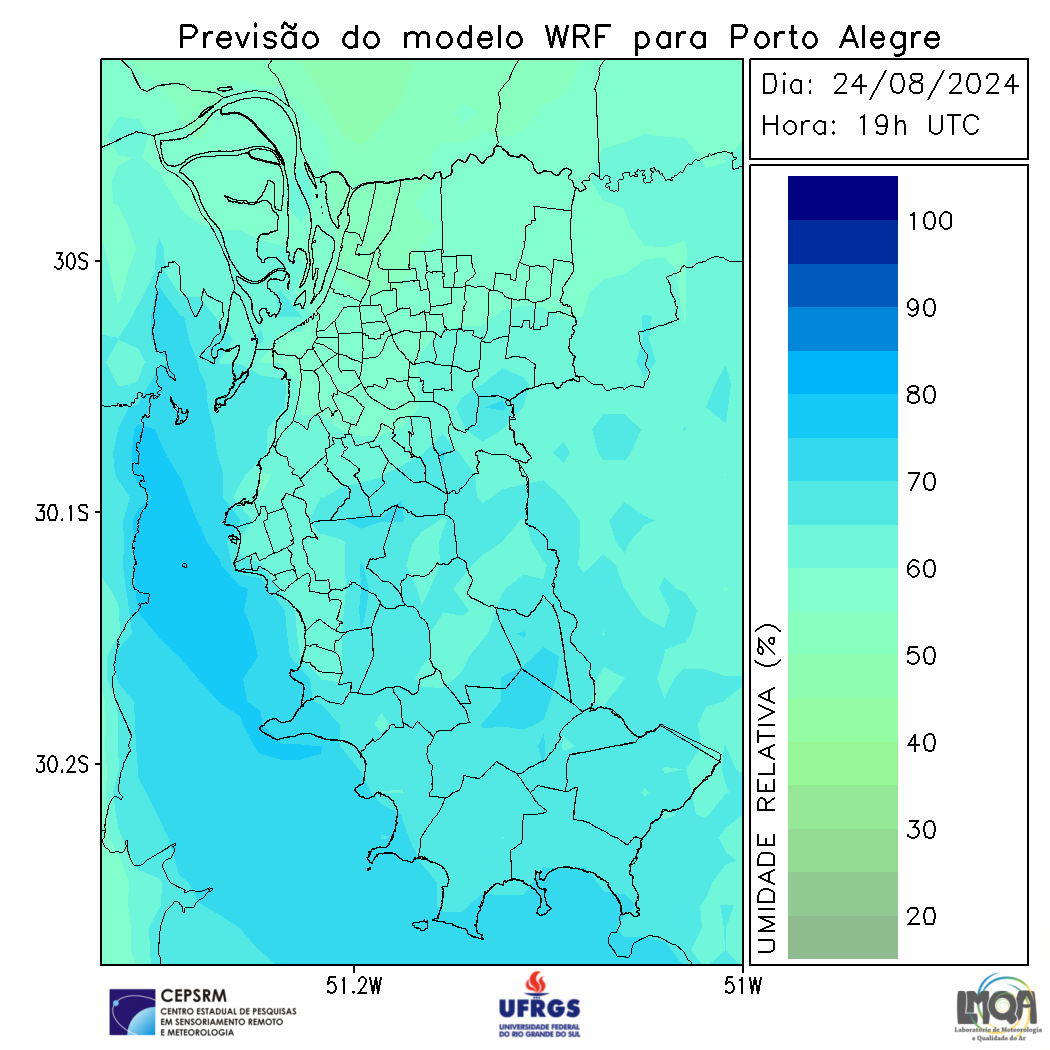 Previsão do modelo WRF para Porto Alegre
Dia: 24/08/2024
Hora: 19h UTC
30S
30.1S
30.2S
51.2W
51W
UMIDADE RELATIVA (%)
100
90
80
70
60
50
40
30
20
CEPSRM
CENTRO ESTADUAL DE PESQUISAS
EM SENSORIAMENTO REMOTO
E METEOROLOGIA
UFRGS
UNIVERSIDADE FEDERAL
DO RIO GRANDE DO SUL
LMQA
Laboratório de Meteorologia
e Qualidade do Ar